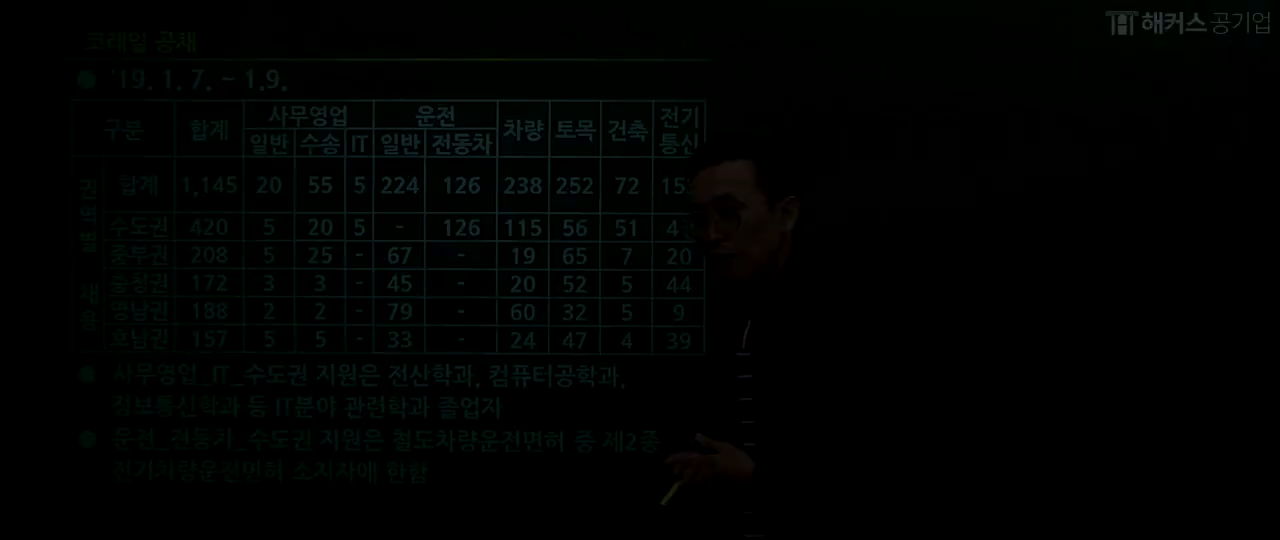 해커스 공기업
코레일 공채
● '19. 1. 7. ~ 1.9.
구분 합계 사무영업 운전 차량 토목 건축 전기통신
일반 수송 IT 일반 전동차
권역별 채용
합계 1,145 20 55 5 224 126 238 252 72
수도권 420 5 20 5 - 126 115 56 51
중부권 208 5 25 - 67 - 19 65 7 20
충청권 172 3 3 - 45 - 20 52 5 44
영남권 188 2 2 - 79 - 60 32 5 9
호남권 157 5 5 - 33 - 24 47 4 39
● 사무영업_IT_수도권 지원은 전산학과, 컴퓨터공학과,
정보통신학과 등 IT분야 관련학과 졸업자
● 운전_전동차_수도권 지원은 철도차량운전면허 중 제2종
전기차량운전면허 소지자에 한함